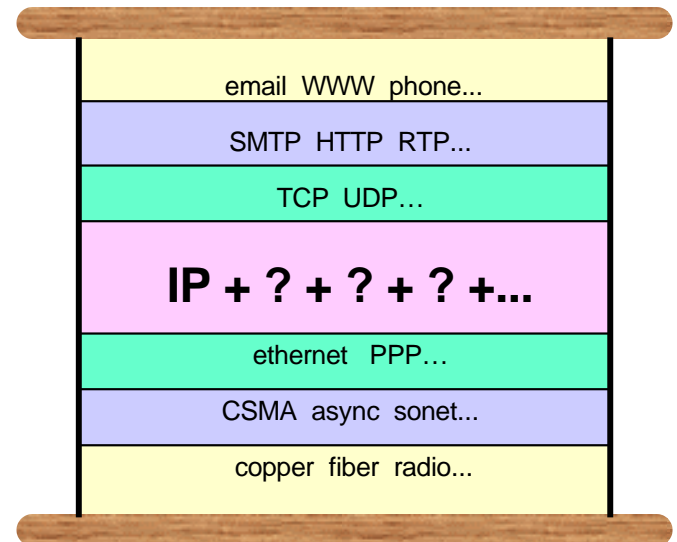 email WWW phone...
SMTP HTTP RTP...
TCP UDP…
IP + ? + ? + ? +...
ethernet PPP…
CSMA async sonet...
copper fiber radio...